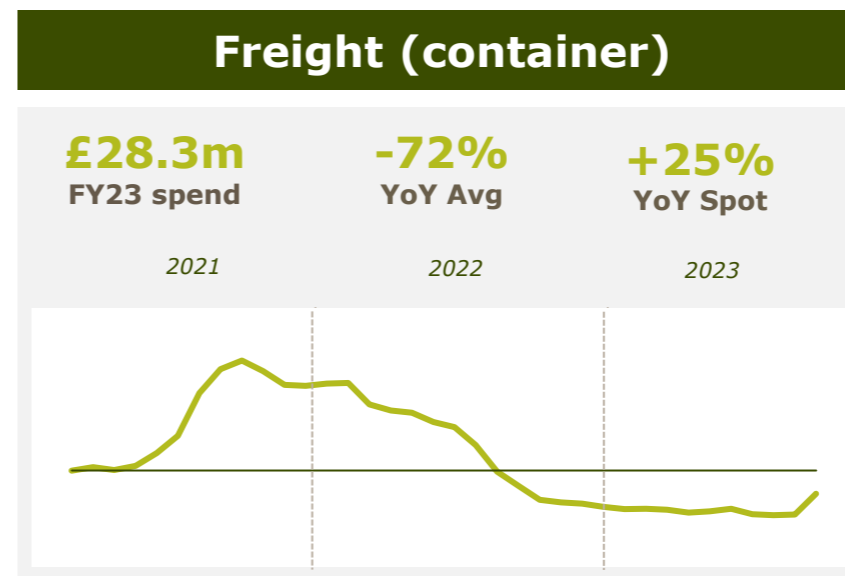 Freight (container)
£28.3m
FY23 spend
-72%
YoY Avg
+25%
YoY Spot
2021
2022
2023